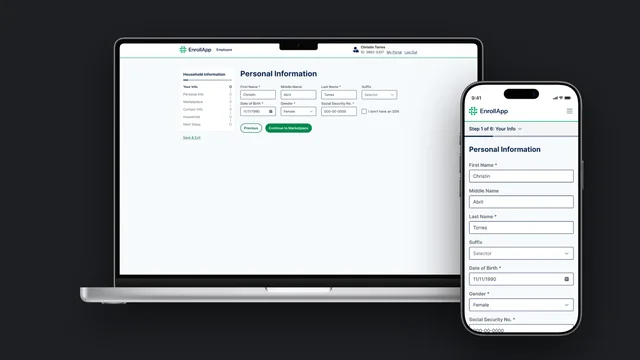 EnrollApp Employee
Christin Torres
My Portal Log Out
Household Information
Your Info
Personal Info
Marketplace
Contact Info
Household
Next Steps
Save & Exit
Personal Information
First Name * Middle Name Last Name * Suffix
Christin Abril Torres Selector
Date of Birth * Gender * Social Security No. *
11/11/1990 Female 000-00-0000 I don't have an SSN
Previous Continue to Marketplace
9:41
EnrollApp
Step 1 of 6: Your Info
Personal Information
First Name *
Christin
Middle Name
Abril
Last Name *
Torres
Suffix
Selector
Date of Birth *
11/11/1990
Gender *
Female
Social Security No. *
000-00-0000